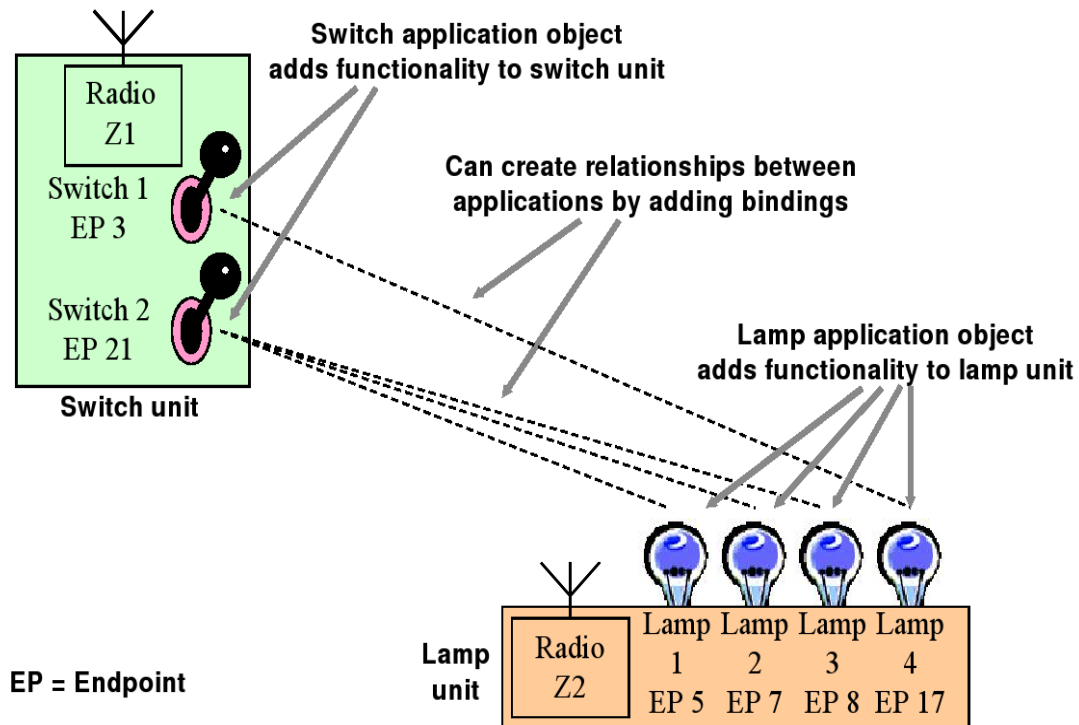 Switch application object
adds functionality to switch unit
Radio
Z1
Switch 1
EP 3
Can create relationships between
applications by adding bindings
Switch 2
EP 21
Switch unit
Lamp application object
adds functionality to lamp unit
Lamp
unit
Radio
Z2
Lamp
1
EP 5
Lamp
2
EP 7
Lamp
3
EP 8
Lamp
4
EP 17
EP = Endpoint